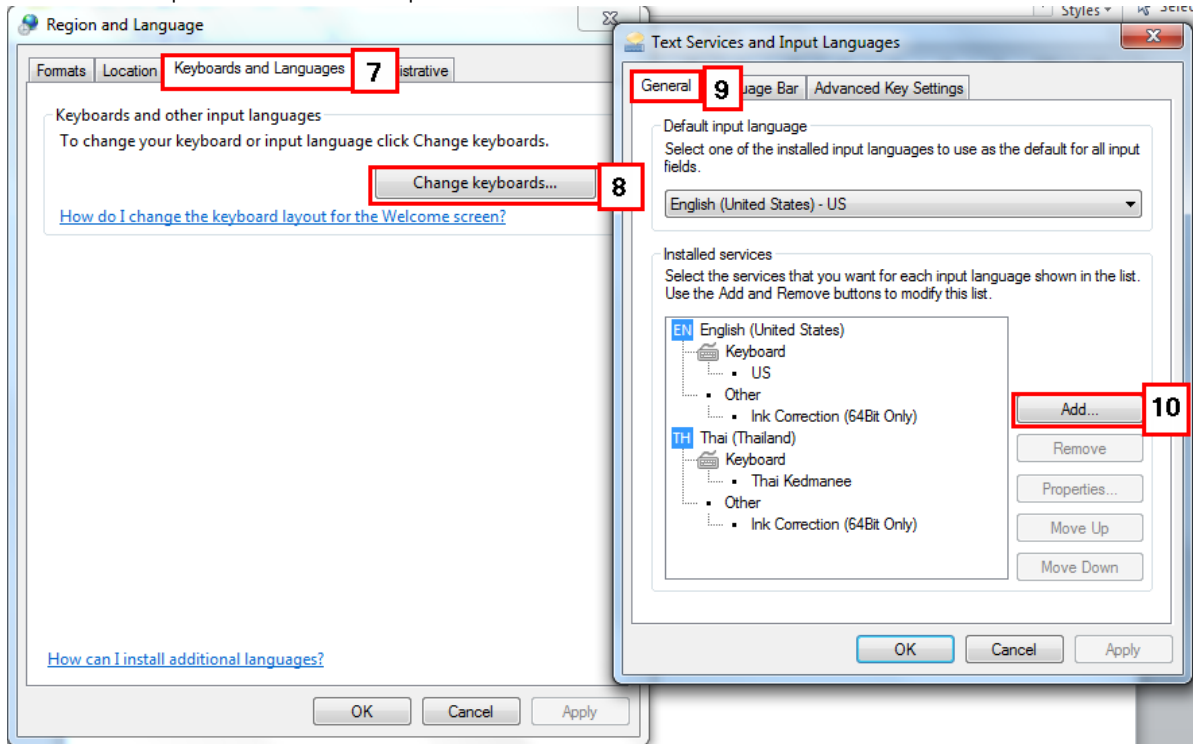 Styles
Region and Language
Formats Location Keyboards and Languages 7 istrative
Keyboards and other input languages
To change your keyboard or input language click Change keyboards.
Change keyboards... 8
How do I change the keyboard layout for the Welcome screen?
How can I install additional languages?
OK Cancel Apply
Text Services and Input Languages
General 9 uage Bar Advanced Key Settings
Default input language
Select one of the installed input languages to use as the default for all input
fields.
English (United States) - US
Installed services
Select the services that you want for each input language shown in the list.
Use the Add and Remove buttons to modify this list.
EN English (United States)
Keyboard
US
Other
Ink Correction (64Bit Only)
TH Thai (Thailand)
Keyboard
Thai Kedmanee
Other
Ink Correction (64Bit Only)
Add... 10
Remove
Properties...
Move Up
Move Down
OK Cancel Apply